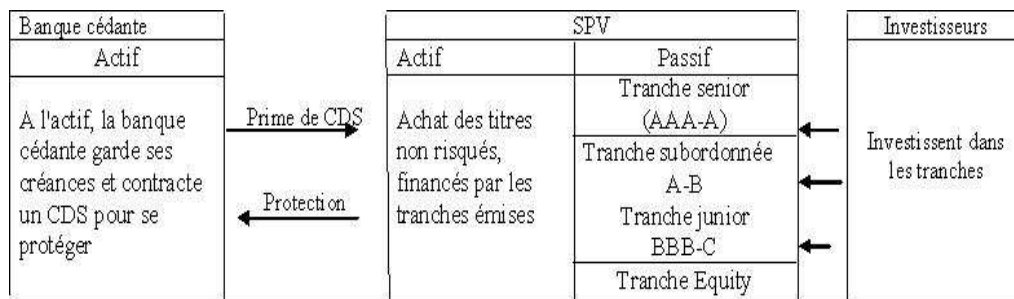 Banque cédante
Actif
A l'actif, la banque
cédante garde ses
créances et contracte
un CDS pour se
protéger
Prime de CDS
Protection
SPV
Actif
Achat des titres
non risqués,
financés par les
tranches émises
Passif
Tranche senior
(AAA-A)
Tranche subordonnée
A-B
Tranche junior
BBB-C
Tranche Equity
Investisseurs
Investissent dans
les tranches